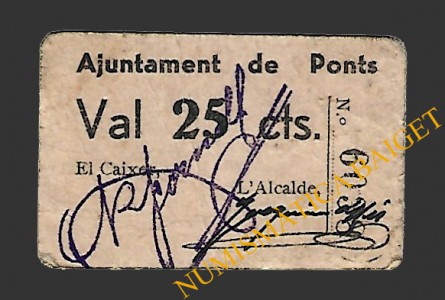 Ajuntament de Ponts
Val 25 cts.
El Caixer,
L'Alcalde,
N.º
NUMISMATICA BAIGET